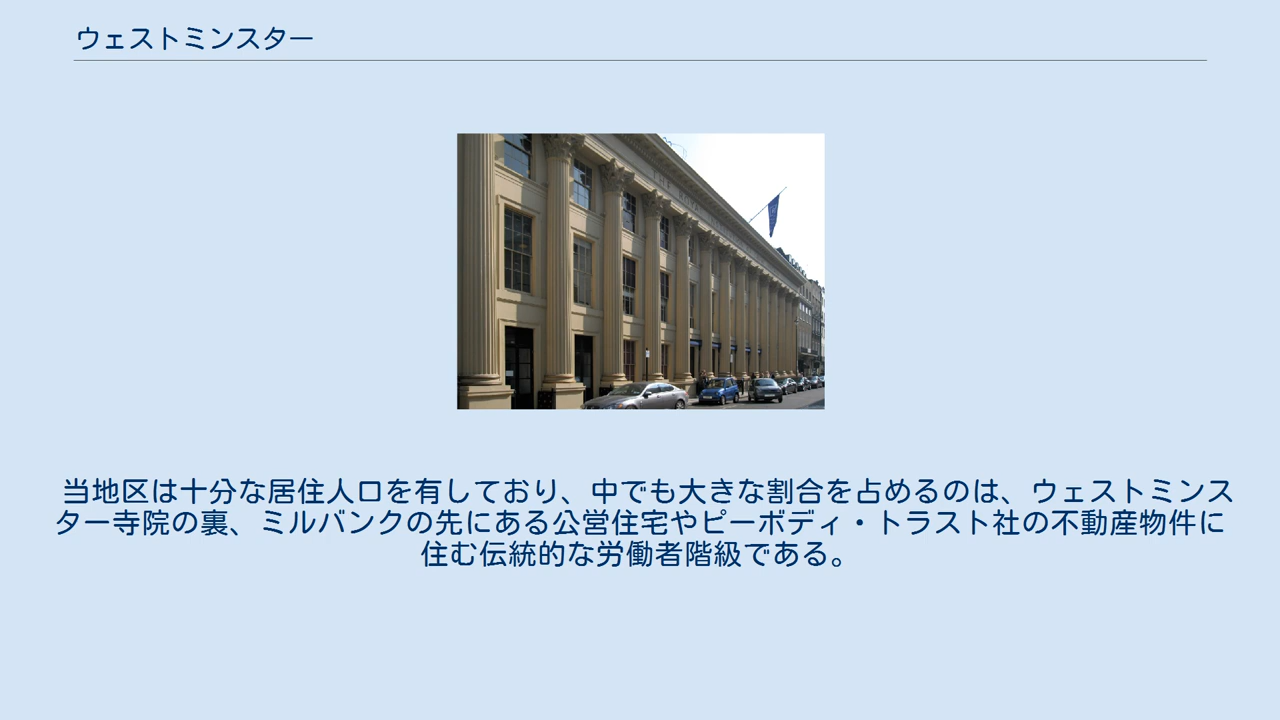 ウェストミンスター
当地区は十分な居住人口を有しており、中でも大きな割合を占めるのは、ウェストミンス
ター寺院の裏、ミルバンクの先にある公営住宅やピーボディ・トラスト社の不動産物件に
住む伝統的な労働者階級である。